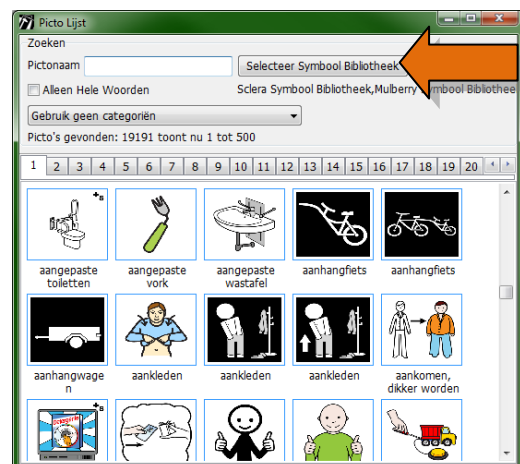 Picto Lijst
Zoeken
Pictonaam
Selecteer Symbool Bibliotheek
Alleen Hele Woorden
Sclera Symbool Bibliotheek,Mulberry Symbool Bibliothee
Gebruik geen categoriën
Picto's gevonden: 19191 toont nu 1 tot 500
1 2 3 4 5 6 7 8 9 10 11 12 13 14 15 16 17 18 19 20
aangepaste toiletten
aangepaste vork
aangepaste wastafel
aanhangfiets
aanhangfiets
aanhangwage n
aankleden
aankleden
aankleden
aankomen, dikker worden